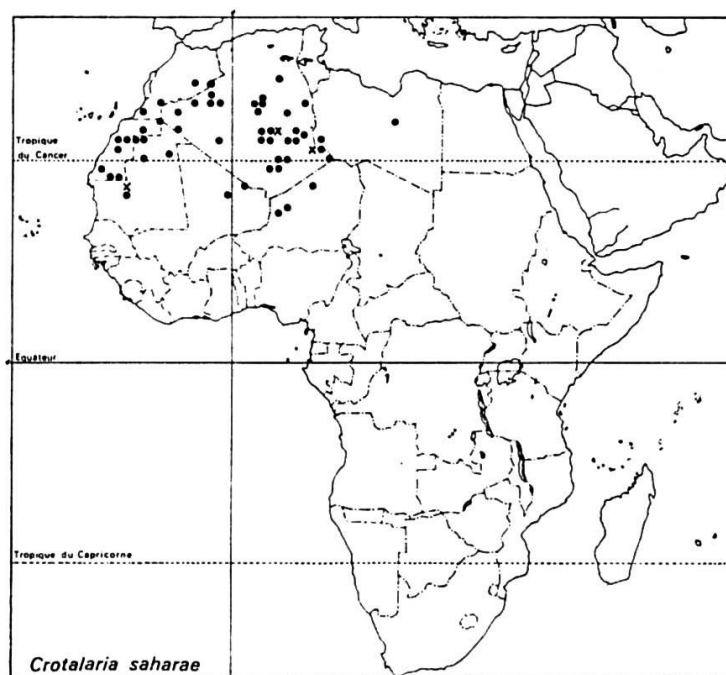 Tropique
du Cancer
Equateur
Tropique du Capricorne
Crotalaria saharae